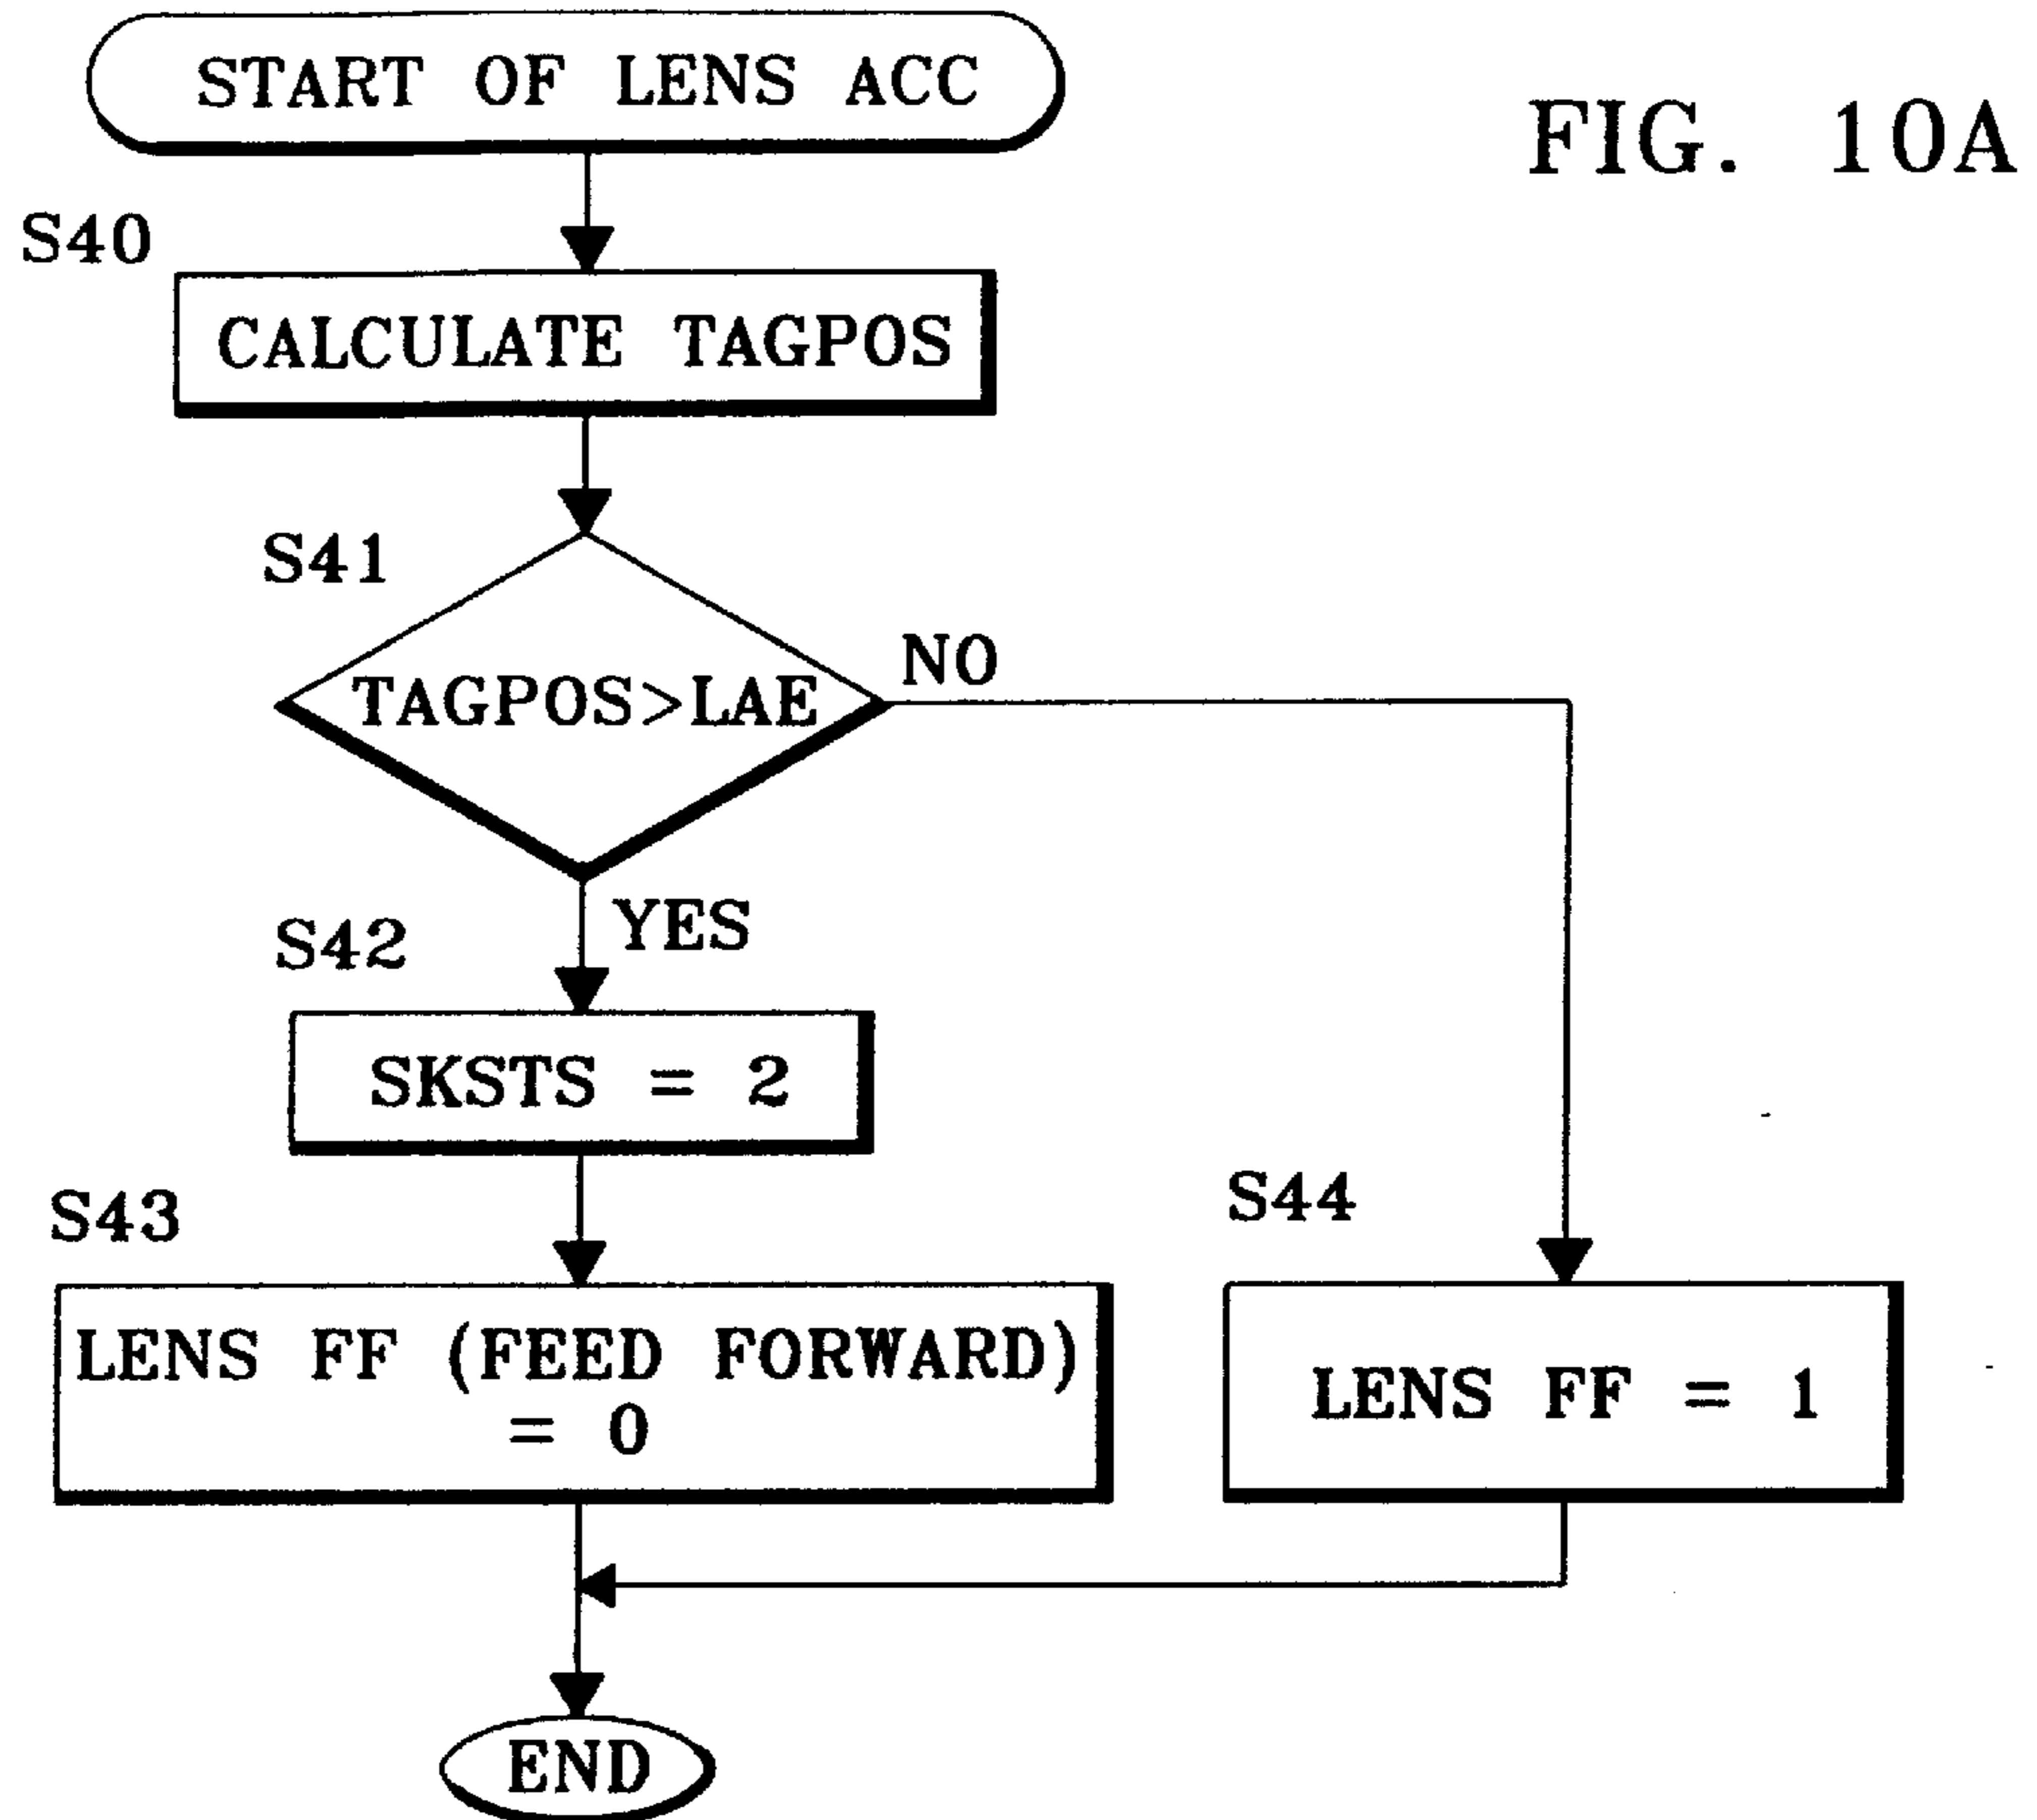 START OF LENS ACC
FIG. 10A
S40
CALCULATE TAGPOS
S41
TAGPOS>LAE
NO
YES
S42
SKSTS = 2
S43
LENS FF (FEED FORWARD)
= 0
S44
LENS FF = 1
END